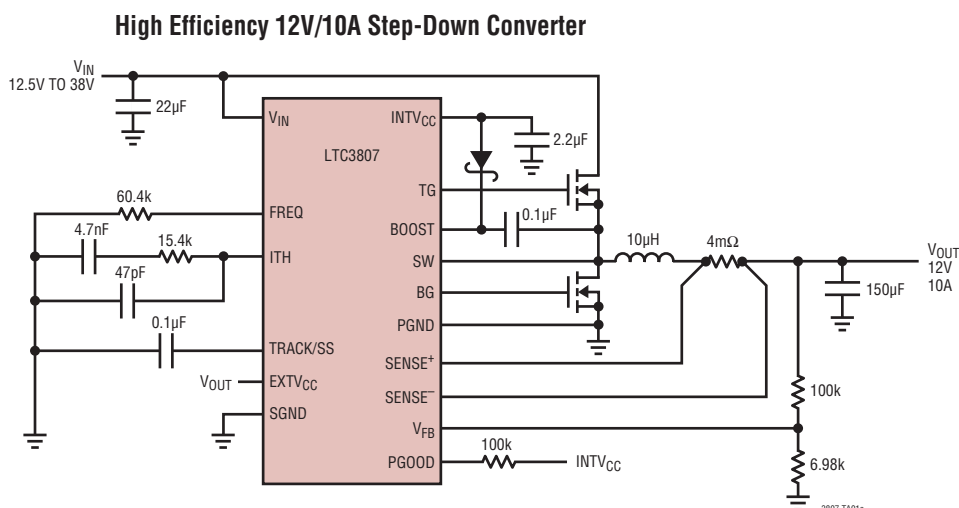 High Efficiency 12V/10A Step-Down Converter
VIN
12.5V TO 38V
22µF
VIN
INTVCC
2.2µF
LTC3807
TG
60.4k
FREQ
BOOST
0.1µF
4.7nF
15.4k
ITH
SW
10µH
4mΩ
VOUT
12V
10A
47pF
BG
150µF
PGND
0.1µF
TRACK/SS
SENSE+
VOUT
EXTVCC
SENSE–
100k
SGND
VFB
100k
PGOOD
INTVCC
6.98k
3807 TA01a